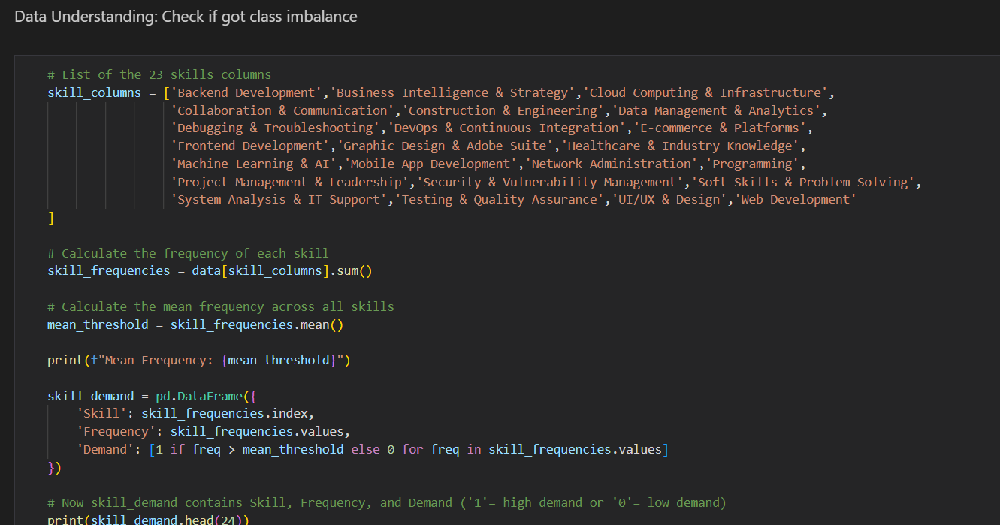 Data Understanding: Check if got class imbalance
# List of the 23 skills columns
skill_columns = ['Backend Development','Business Intelligence & Strategy','Cloud Computing & Infrastructure',
'Collaboration & Communication','Construction & Engineering','Data Management & Analytics',
'Debugging & Troubleshooting','DevOps & Continuous Integration','E-commerce & Platforms',
'Frontend Development','Graphic Design & Adobe Suite','Healthcare & Industry Knowledge',
'Machine Learning & AI','Mobile App Development','Network Administration','Programming',
'Project Management & Leadership','Security & Vulnerability Management','Soft Skills & Problem Solving',
'System Analysis & IT Support','Testing & Quality Assurance','UI/UX & Design','Web Development'
]
# Calculate the frequency of each skill
skill_frequencies = data[skill_columns].sum()
# Calculate the mean frequency across all skills
mean_threshold = skill_frequencies.mean()
print(f"Mean Frequency: {mean_threshold}")
skill_demand = pd.DataFrame({
'Skill': skill_frequencies.index,
'Frequency': skill_frequencies.values,
'Demand': [1 if freq > mean_threshold else 0 for freq in skill_frequencies.values]
})
# Now skill_demand contains Skill, Frequency, and Demand ('1'= high demand or '0'= low demand)
print(skill_demand.head(24))